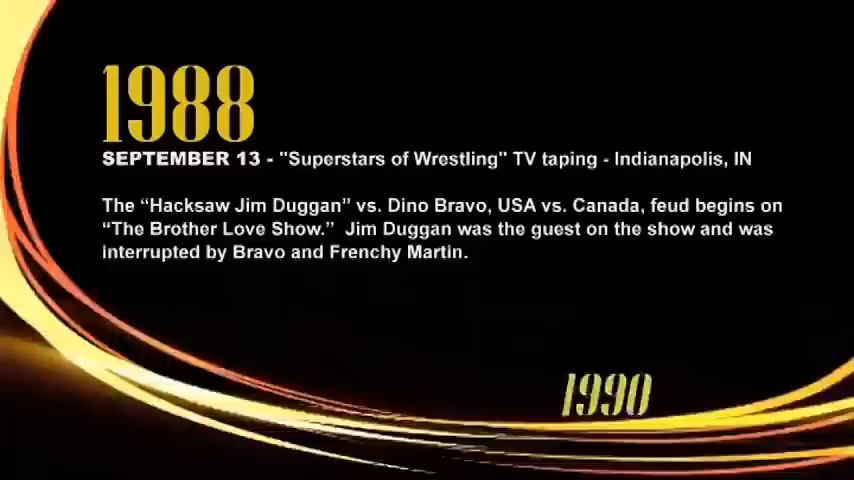 1988
SEPTEMBER 13 - "Superstars of Wrestling" TV taping - Indianapolis, IN
The “Hacksaw Jim Duggan” vs. Dino Bravo, USA vs. Canada, feud begins on
“The Brother Love Show.”  Jim Duggan was the guest on the show and was
interrupted by Bravo and Frenchy Martin.
1990